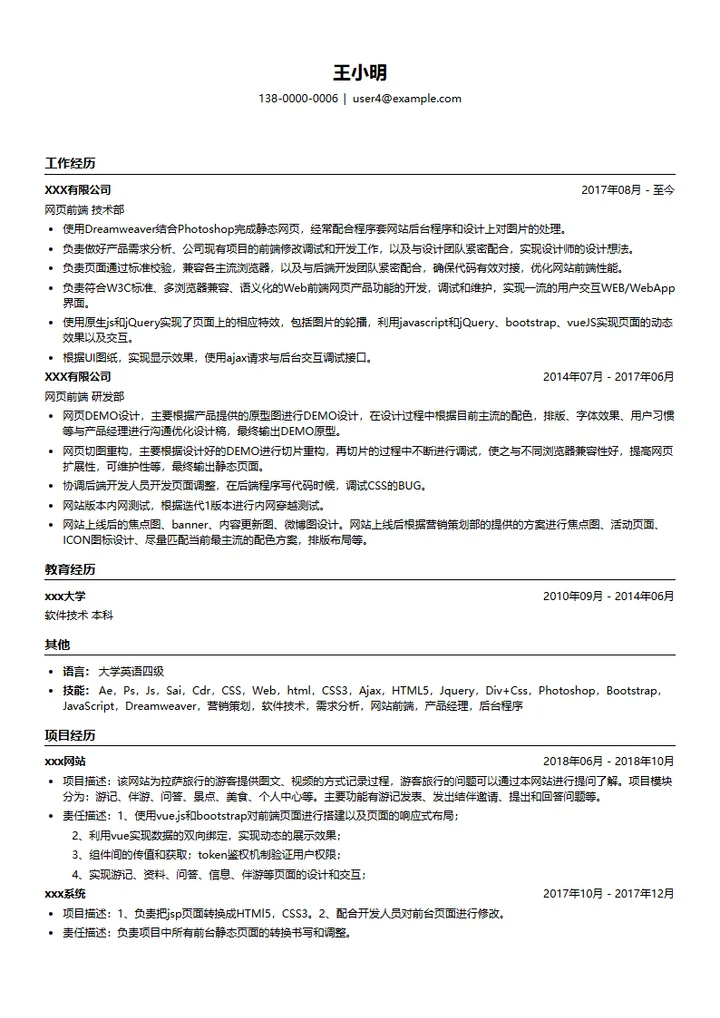 王小明
138-0000-0006 | user4@example.com
工作经历
XXX有限公司 2017年08月 - 至今
网页前端 技术部
• 使用Dreamweaver结合Photoshop完成静态网页，经常配合程序套网站后台程序和设计上对图片的处理。
• 负责做好产品需求分析、公司现有项目的前端修改调试和开发工作，以及与设计团队紧密配合，实现设计师的设计想法。
• 负责页面通过标准校验，兼容各主流浏览器，以及与后端开发团队紧密配合，确保代码有效对接，优化网站前端性能。
• 负责符合W3C标准、多浏览器兼容、语义化的Web前端网页产品功能的开发，调试和维护，实现一流的用户交互WEB/WebApp
界面。
• 使用原生js和jQuery实现了页面上的相应特效，包括图片的轮播，利用javascript和jQuery、bootstrap、vueJS实现页面的动态
效果以及交互。
• 根据UI图纸，实现显示效果，使用ajax请求与后台交互调试接口。
XXX有限公司 2014年07月 - 2017年06月
网页前端 研发部
• 网页DEMO设计，主要根据产品提供的原型图进行DEMO设计，在设计过程中根据目前主流的配色，排版、字体效果、用户习惯
等与产品经理进行沟通优化设计稿，最终输出DEMO原型。
• 网页切图重构，主要根据设计好的DEMO进行切片重构，再切片的过程中不断进行调试，使之与不同浏览器兼容性好，提高网页
扩展性，可维护性等，最终输出静态页面。
• 协调后端开发人员开发页面调整，在后端程序写代码时候，调试CSS的BUG。
• 网站版本内网测试，根据迭代1版本进行内网穿越测试。
• 网站上线后的焦点图、banner、内容更新图、微博图设计。网站上线后根据营销策划部的提供的方案进行焦点图、活动页面、
ICON图标设计、尽量匹配当前最主流的配色方案，排版布局等。
教育经历
xxx大学 2010年09月 - 2014年06月
软件技术 本科
其他
• 语言： 大学英语四级
• 技能： Ae，Ps，Js，Sai，Cdr，CSS，Web，html，CSS3，Ajax，HTML5，Jquery，Div+Css，Photoshop，Bootstrap，
JavaScript，Dreamweaver，营销策划，软件技术，需求分析，网站前端，产品经理，后台程序
项目经历
xxx网站 2018年06月 - 2018年10月
• 项目描述：该网站为拉萨旅行的游客提供图文、视频的方式记录过程，游客旅行的问题可以通过本网站进行提问了解。项目模块
分为：游记、伴游、问答、景点、美食、个人中心等。主要功能有游记发表、发出结伴邀请、提出和回答问题等。
• 责任描述：1、使用vue.js和bootstrap对前端页面进行搭建以及页面的响应式布局；
2、利用vue实现数据的双向绑定，实现动态的展示效果；
3、组件间的传值和获取；token鉴权机制验证用户权限；
4、实现游记、资料、问答、信息、伴游等页面的设计和交互；
xxx系统 2017年10月 - 2017年12月
• 项目描述：1、负责把jsp页面转换成HTMl5，CSS3。2、配合开发人员对前台页面进行修改。
• 责任描述：负责项目中所有前台静态页面的转换书写和调整。